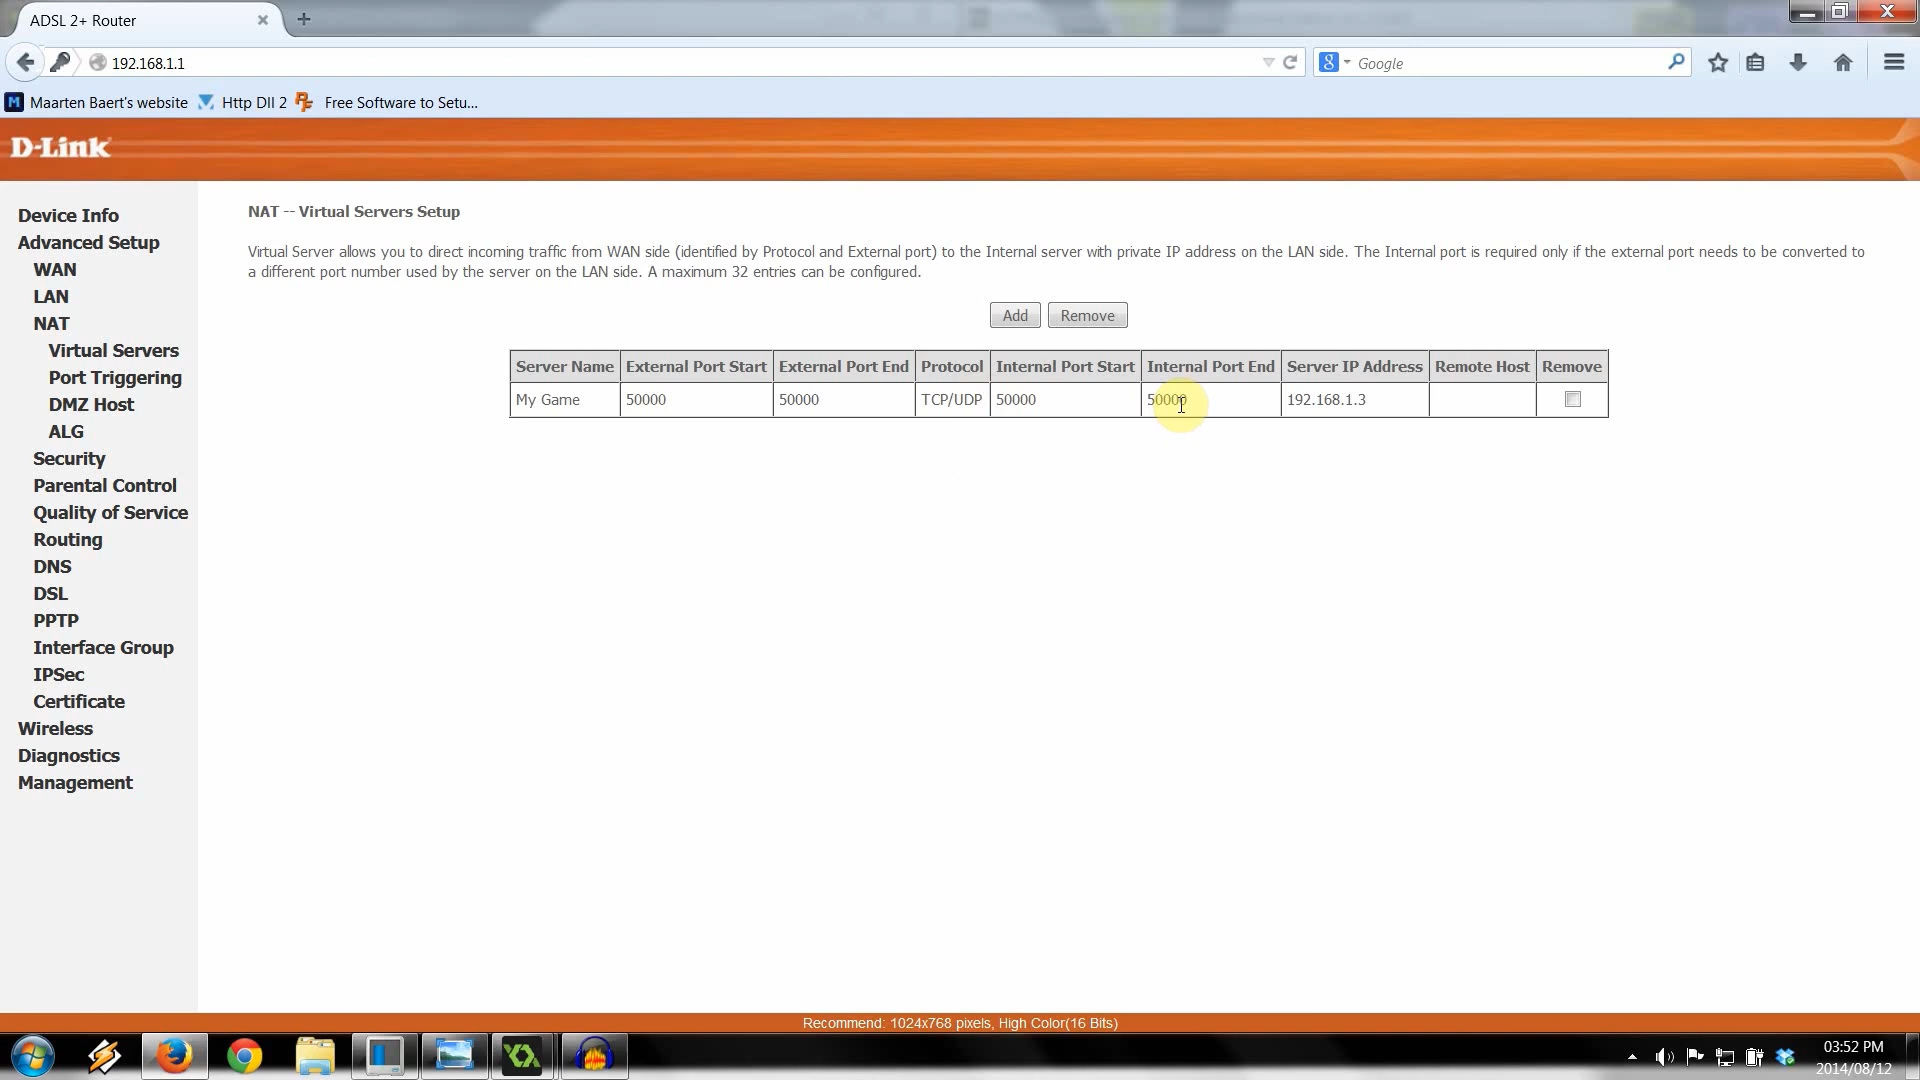 ADSL 2+ Router
192.168.1.1
Google
Maarten Baert's website
Http Dll 2
Free Software to Setu...
D-Link
Device Info
Advanced Setup
WAN
LAN
NAT
Virtual Servers
Port Triggering
DMZ Host
ALG
Security
Parental Control
Quality of Service
Routing
DNS
DSL
PPTP
Interface Group
IPSec
Certificate
Wireless
Diagnostics
Management
NAT -- Virtual Servers Setup
Virtual Server allows you to direct incoming traffic from WAN side (identified by Protocol and External port) to the Internal server with private IP address on the LAN side. The Internal port is required only if the external port needs to be converted to
a different port number used by the server on the LAN side. A maximum 32 entries can be configured.
Add Remove
Server Name External Port Start External Port End Protocol Internal Port Start Internal Port End Server IP Address Remote Host Remove
My Game 50000 50000 TCP/UDP 50000 50000 192.168.1.3
Recommend: 1024x768 pixels, High Color(16 Bits)
03:52 PM
2014/08/12